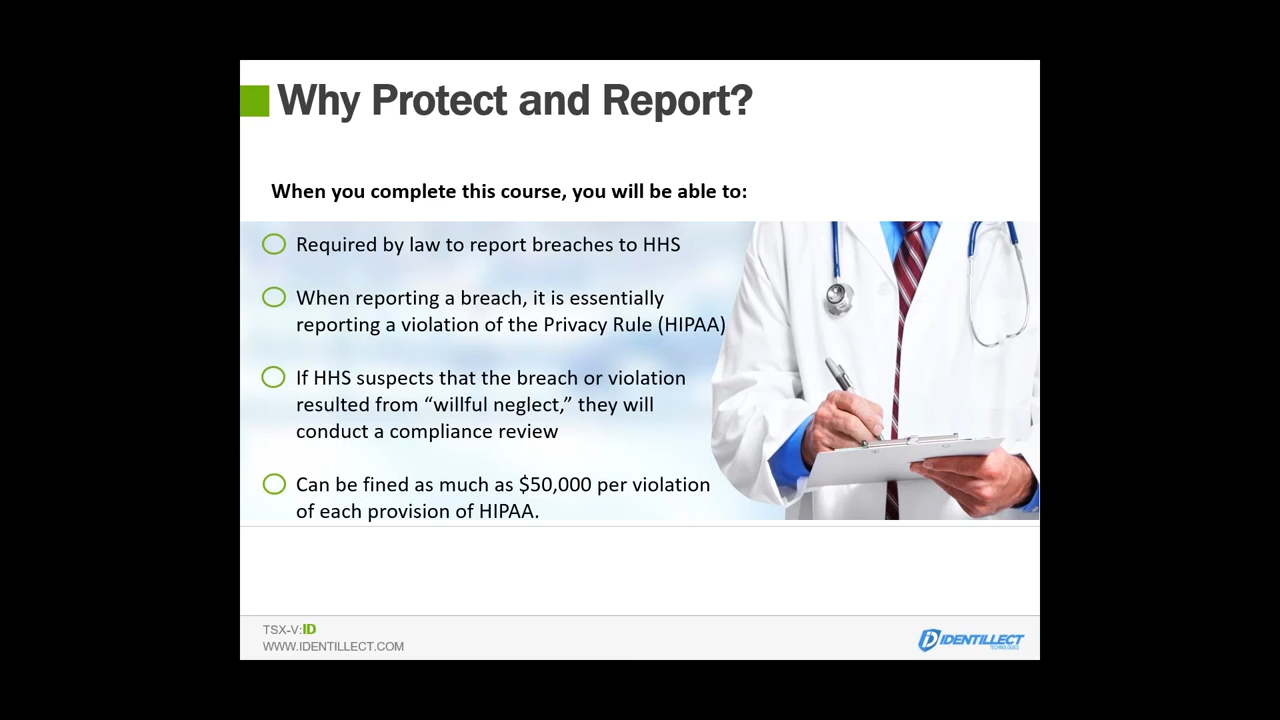 Why Protect and Report?
When you complete this course, you will be able to:
Required by law to report breaches to HHS
When reporting a breach, it is essentially
reporting a violation of the Privacy Rule (HIPAA)
If HHS suspects that the breach or violation
resulted from “willful neglect,” they will
conduct a compliance review
Can be fined as much as $50,000 per violation
of each provision of HIPAA.
TSX-V:ID
WWW.IDENTILLECT.COM
ID IDENTILLECT
TECHNOLOGIES